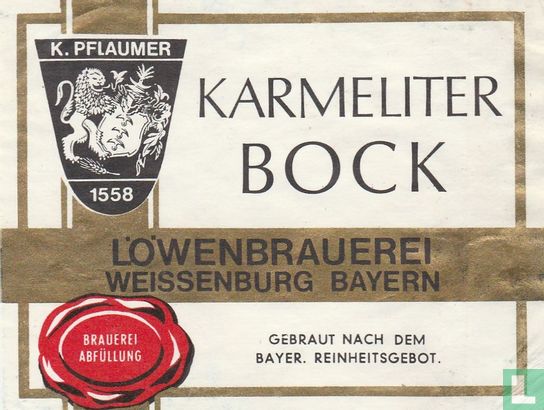 K. PFLAUMER
1558
KARMELITER
BOCK
LÖWENBRAUEREI
WEISSENBURG BAYERN
BRAUEREI
ABFÜLLUNG
GEBRAUT NACH DEM
BAYER. REINHEITSGEBOT.
L